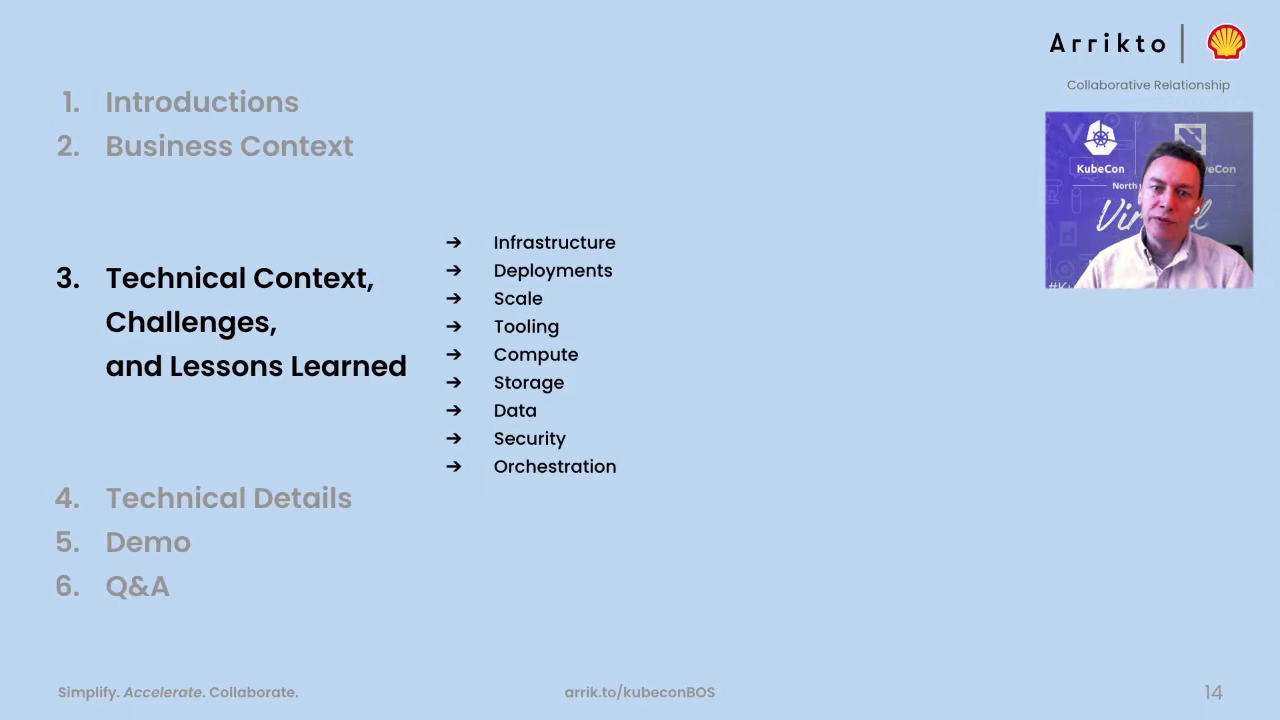 Arrikto
Collaborative Relationship
KubeCon
North
1. Introductions
2. Business Context
3. Technical Context,
Challenges,
and Lessons Learned
➔ Infrastructure
➔ Deployments
➔ Scale
➔ Tooling
➔ Compute
➔ Storage
➔ Data
➔ Security
➔ Orchestration
4. Technical Details
5. Demo
6. Q&A
Simplify. Accelerate. Collaborate.
arrik.to/kubeconBOS
14